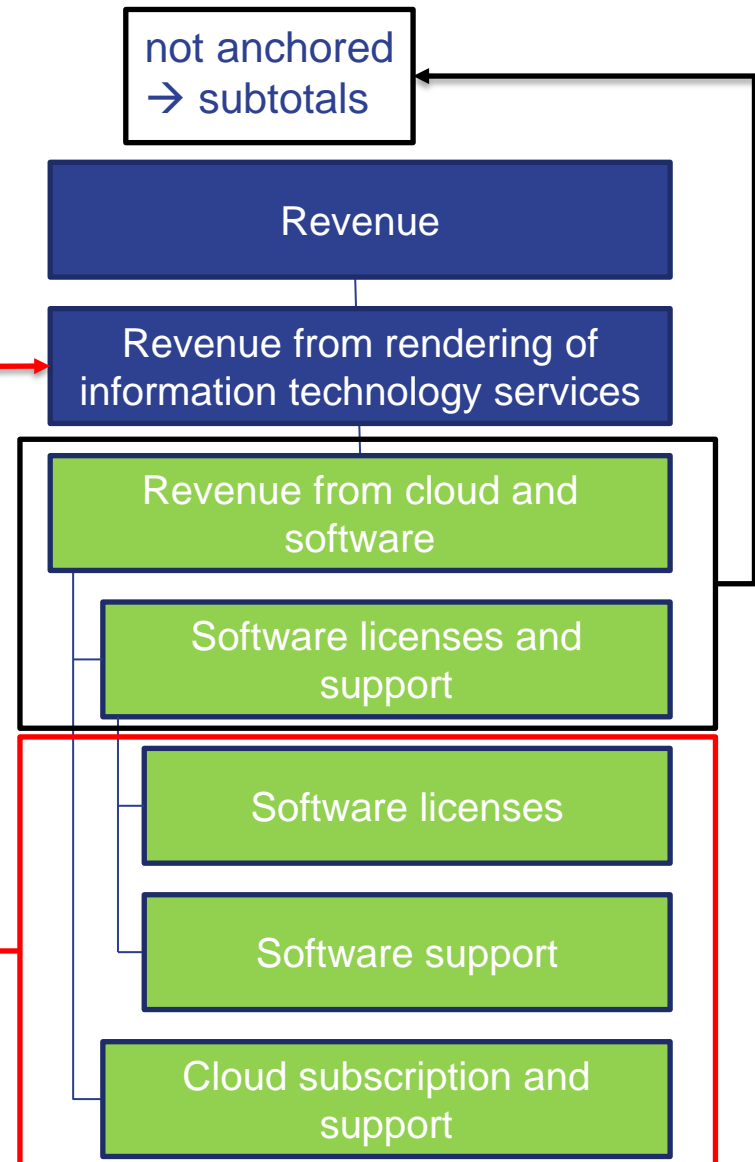 not anchored
→ subtotals
Revenue
Revenue from rendering of
information technology services
Revenue from cloud and
software
Software licenses and
support
Software licenses
Software support
Cloud subscription and
support